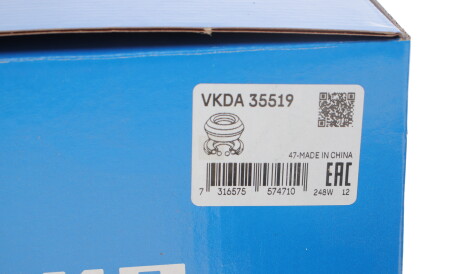 VKDA 35519
47-MADE IN CHINA
EAC
7 316575 574710
248W 12